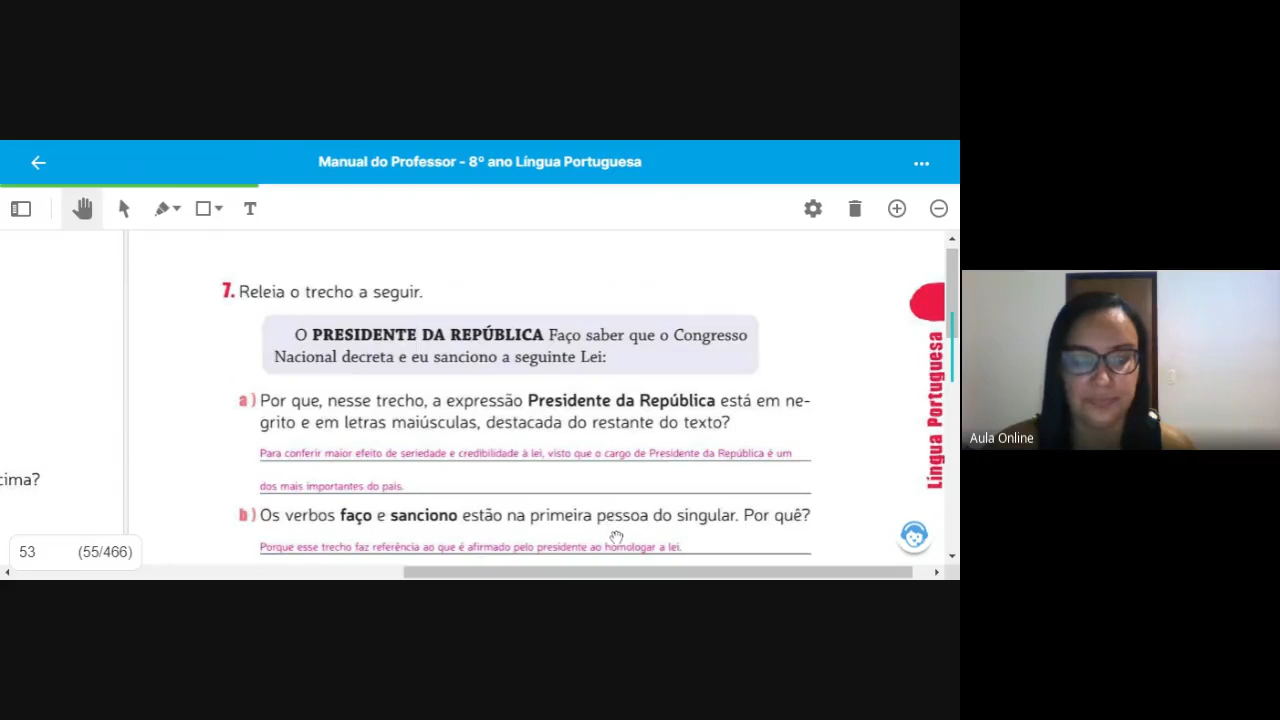 Manual do Professor - 8º ano Língua Portuguesa
T
7. Releia o trecho a seguir.
O PRESIDENTE DA REPÚBLICA Faço saber que o Congresso
Nacional decreta e eu sanciono a seguinte Lei:
a) Por que, nesse trecho, a expressão Presidente da República está em ne-
grito e em letras maiúsculas, destacada do restante do texto?
Para conferir maior efeito de seriedade e credibilidade à lei, visto que o cargo de Presidente da República é um
dos mais importantes do país.
b) Os verbos faço e sanciono estão na primeira pessoa do singular. Por quê?
Porque esse trecho faz referência ao que é afirmado pelo presidente ao homologar a lei.
cima?
53 (55/466)
Língua Portuguesa
Aula Online